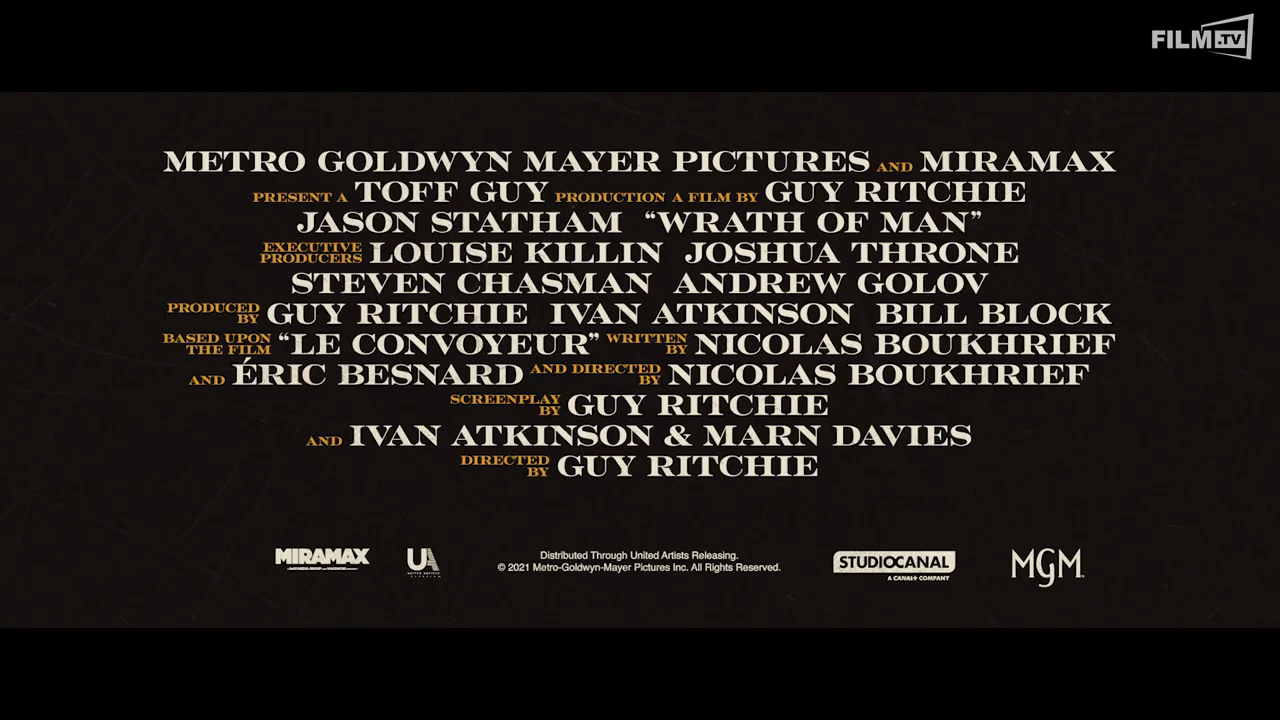 FILM.TV
METRO GOLDWYN MAYER PICTURES AND MIRAMAX
PRESENT A TOFF GUY PRODUCTION A FILM BY GUY RITCHIE
JASON STATHAM “WRATH OF MAN”
EXECUTIVE PRODUCERS LOUISE KILLIN JOSHUA THRONE
STEVEN CHASMAN ANDREW GOLOV
PRODUCED BY GUY RITCHIE IVAN ATKINSON BILL BLOCK
BASED UPON THE FILM “LE CONVOYEUR” WRITTEN BY NICOLAS BOUKHRIEF
AND ÉRIC BESNARD AND DIRECTED BY NICOLAS BOUKHRIEF
SCREENPLAY BY GUY RITCHIE
AND IVAN ATKINSON & MARN DAVIES
DIRECTED BY GUY RITCHIE
MIRAMAX
UA
UNITED ARTISTS
Distributed Through United Artists Releasing.
© 2021 Metro-Goldwyn-Mayer Pictures Inc. All Rights Reserved.
STUDIOCANAL
A CANAL+ COMPANY
MGM